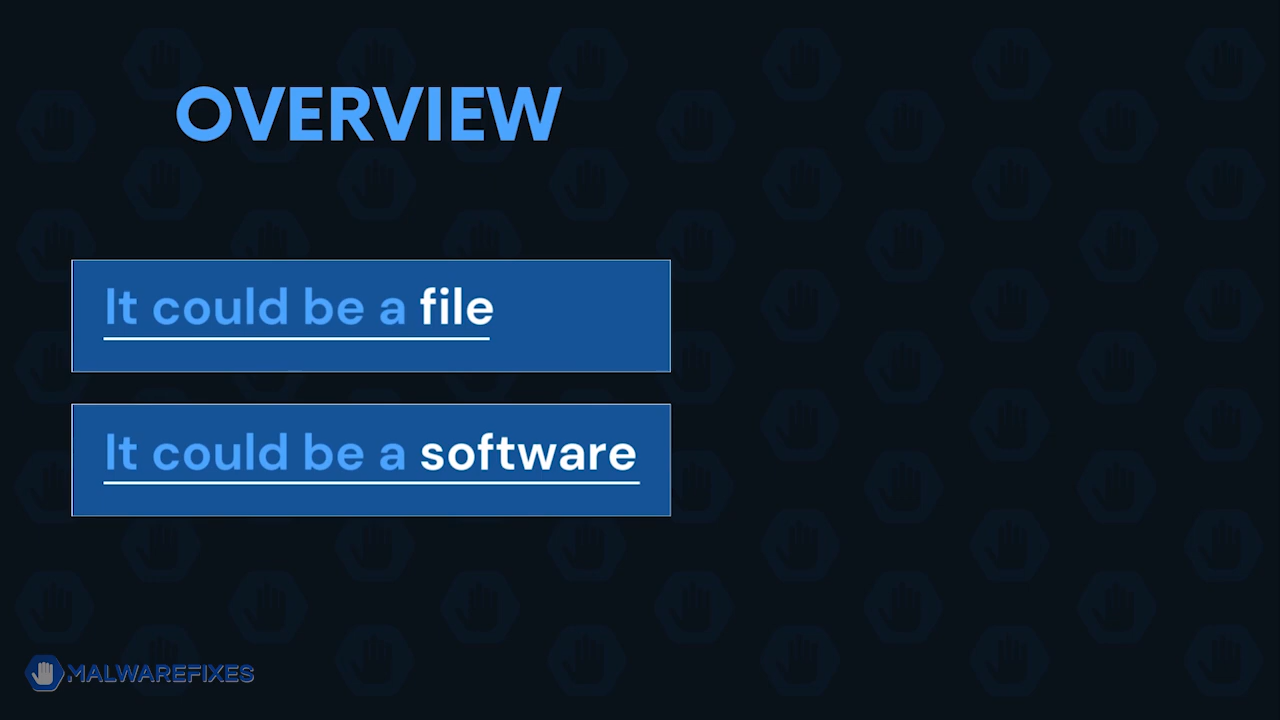 OVERVIEW
It could be a file
It could be a software
MALWAREFIXES